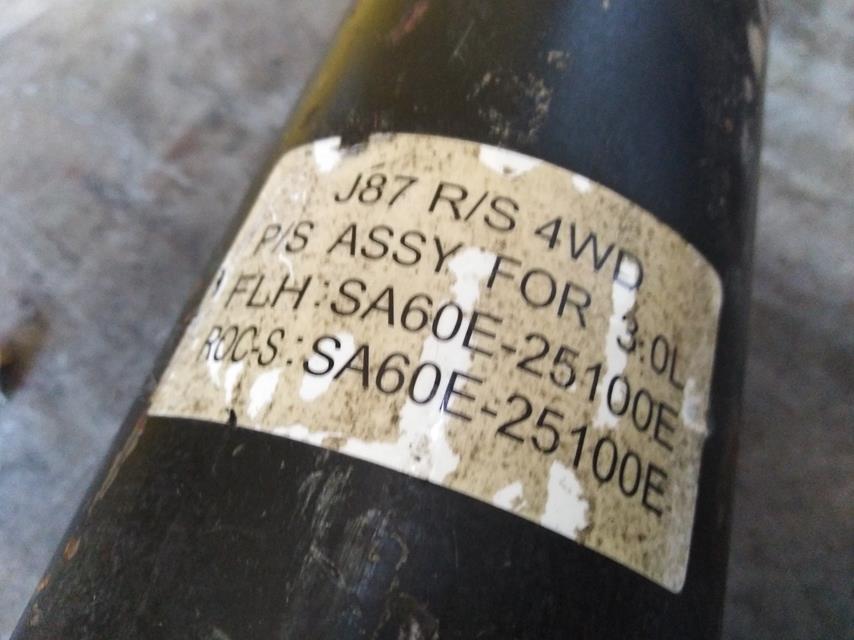 J87 R/S 4WD
P/S ASSY FOR 3.0L
FLH : SA60E-25100E
ROC-S : SA60E-25100E